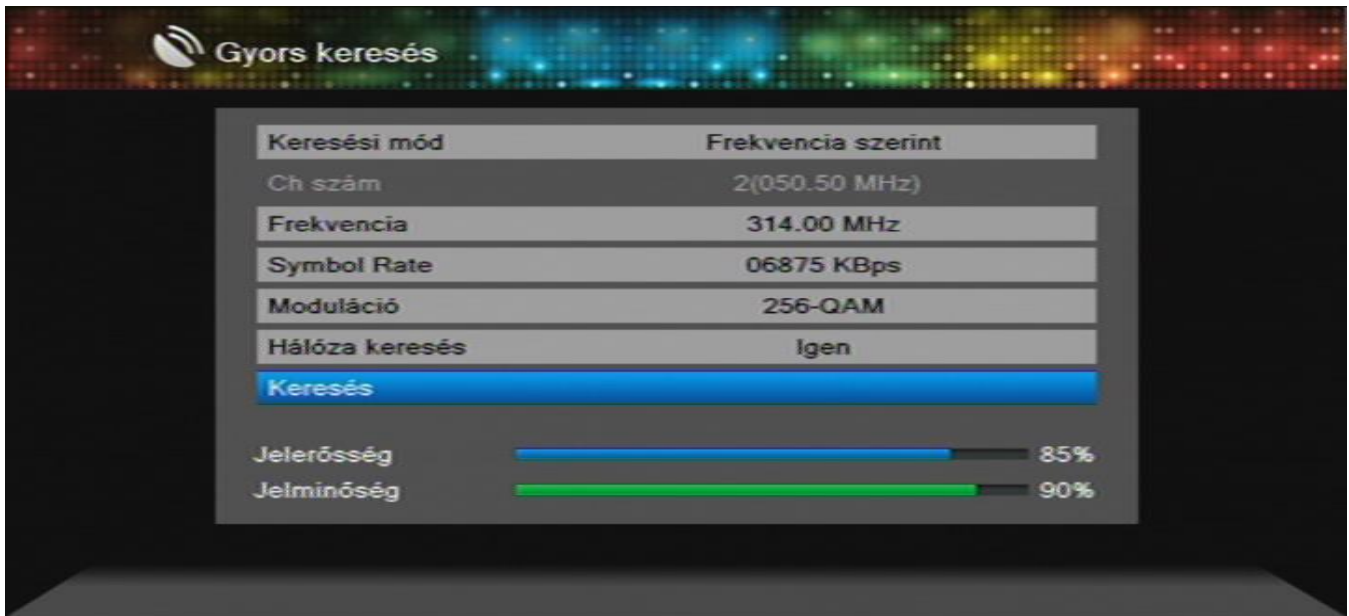 Gyors keresés
Keresési mód Frekvencia szerint
Ch szám 2(050.50 MHz)
Frekvencia 314.00 MHz
Symbol Rate 06875 KBps
Moduláció 256-QAM
Hálóza keresés Igen
Keresés
Jelerősség 85%
Jelminőség 90%